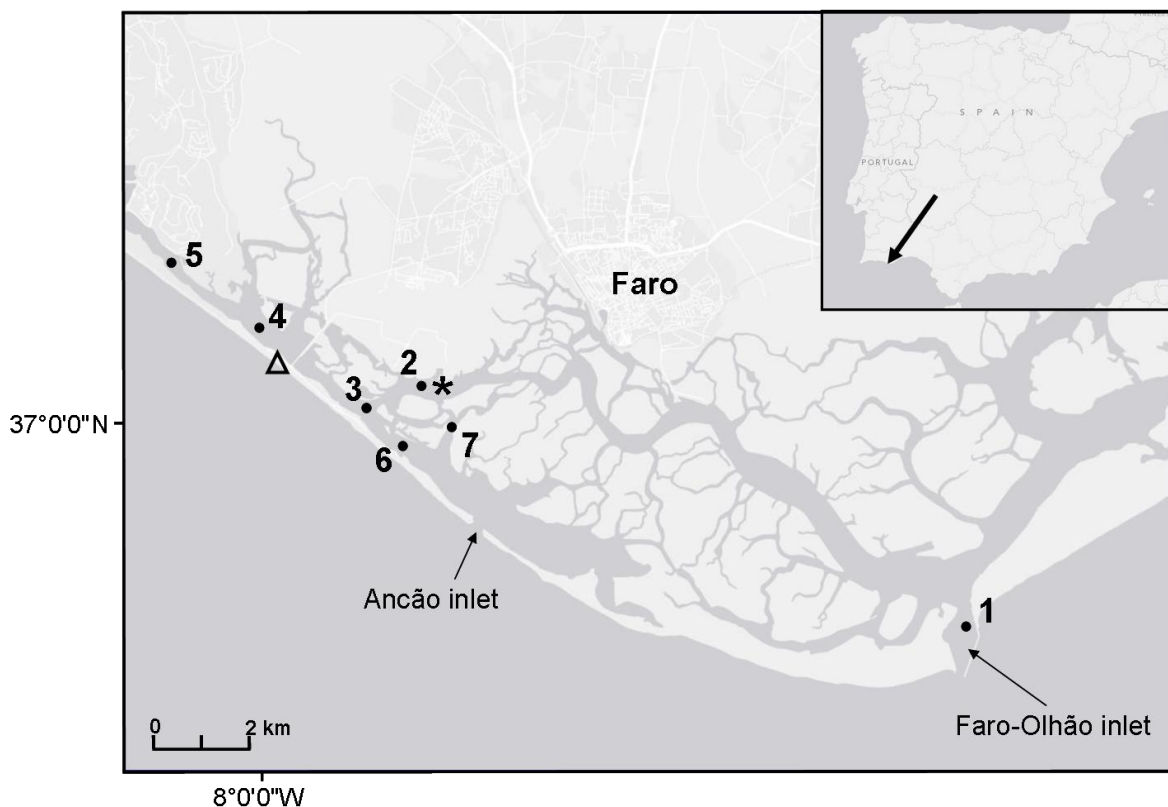 SPAIN
PORTUGAL
Faro
5
4
2 *
3
37°0'0"N
7
6
Ancão inlet
1
Faro-Olhão inlet
0 2 km
8°0'0"W